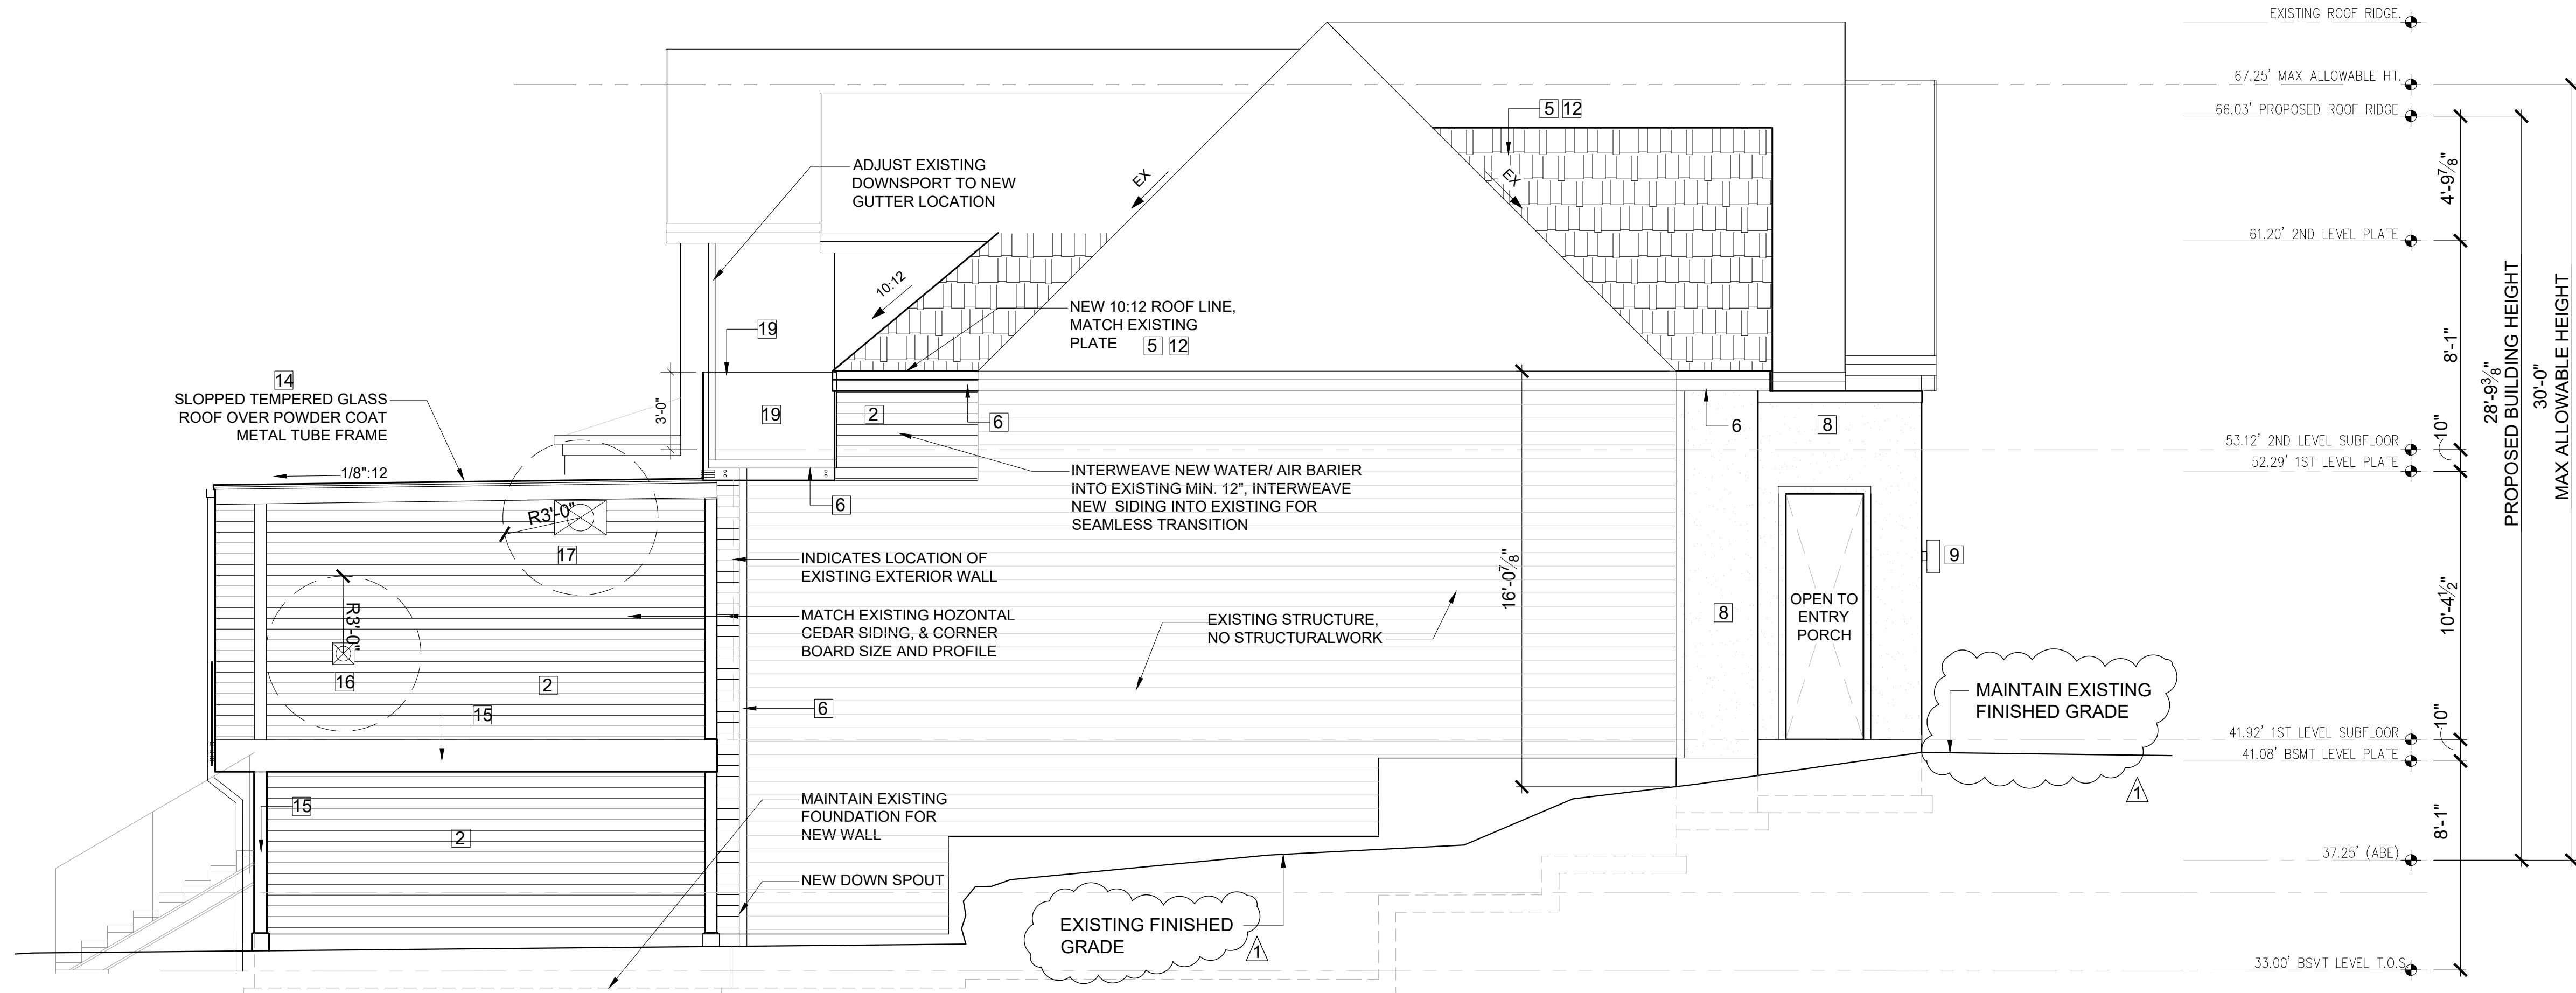 EXISTING ROOF RIDGE.
67.25' MAX ALLOWABLE HT.
66.03' PROPOSED ROOF RIDGE
61.20' 2ND LEVEL PLATE
53.12' 2ND LEVEL SUBFLOOR
52.29' 1ST LEVEL PLATE
41.92' 1ST LEVEL SUBFLOOR
41.08' BSMT LEVEL PLATE
37.25' (ABE)
33.00' BSMT LEVEL T.O.S.
4'-9⅞"
8'-1"
10"
10'-4½"
10"
8'-1"
28'-9⅜"
PROPOSED BUILDING HEIGHT
30'-0"
MAX ALLOWABLE HEIGHT
5 12
EX
EX
ADJUST EXISTING
DOWNSPORT TO NEW
GUTTER LOCATION
10:12
19
NEW 10:12 ROOF LINE,
MATCH EXISTING
PLATE 5 12
14
SLOPPED TEMPERED GLASS
ROOF OVER POWDER COAT
METAL TUBE FRAME
3'-0"
19
2
6
6
8
1/8":12
INTERWEAVE NEW WATER/ AIR BARIER
INTO EXISTING MIN. 12", INTERWEAVE
NEW SIDING INTO EXISTING FOR
SEAMLESS TRANSITION
6
R3'-0"
17
INDICATES LOCATION OF
EXISTING EXTERIOR WALL
16'-0⅞"
9
R3'-0"
16
MATCH EXISTING HOZONTAL
CEDAR SIDING, & CORNER
BOARD SIZE AND PROFILE
EXISTING STRUCTURE,
NO STRUCTURALWORK
8
OPEN TO
ENTRY
PORCH
2
15
6
MAINTAIN EXISTING
FINISHED GRADE
1
15
2
MAINTAIN EXISTING
FOUNDATION FOR
NEW WALL
NEW DOWN SPOUT
EXISTING FINISHED
GRADE
1